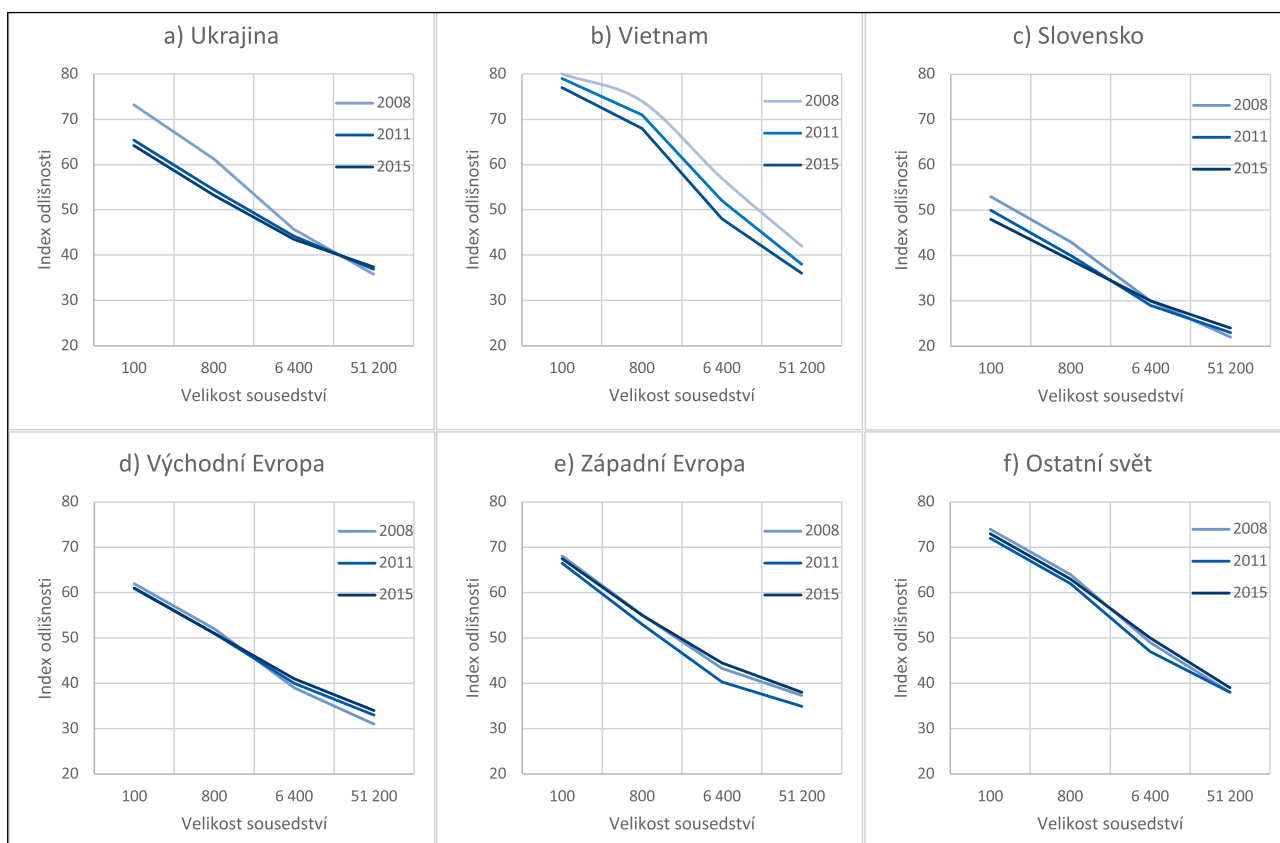 a) Ukrajina
80
70
60
50
40
30
20
Index odlišnosti
2008
2011
2015
100 800 6 400 51 200
Velikost sousedství
b) Vietnam
80
70
60
50
40
30
20
Index odlišnosti
2008
2011
2015
100 800 6 400 51 200
Velikost sousedství
c) Slovensko
80
70
60
50
40
30
20
Index odlišnosti
2008
2011
2015
100 800 6 400 51 200
Velikost sousedství
d) Východní Evropa
80
70
60
50
40
30
20
Index odlišnosti
2008
2011
2015
100 800 6 400 51 200
Velikost sousedství
e) Západní Evropa
80
70
60
50
40
30
20
Index odlišnosti
2008
2011
2015
100 800 6 400 51 200
Velikost sousedství
f) Ostatní svět
80
70
60
50
40
30
20
Index odlišnosti
2008
2011
2015
100 800 6 400 51 200
Velikost sousedství